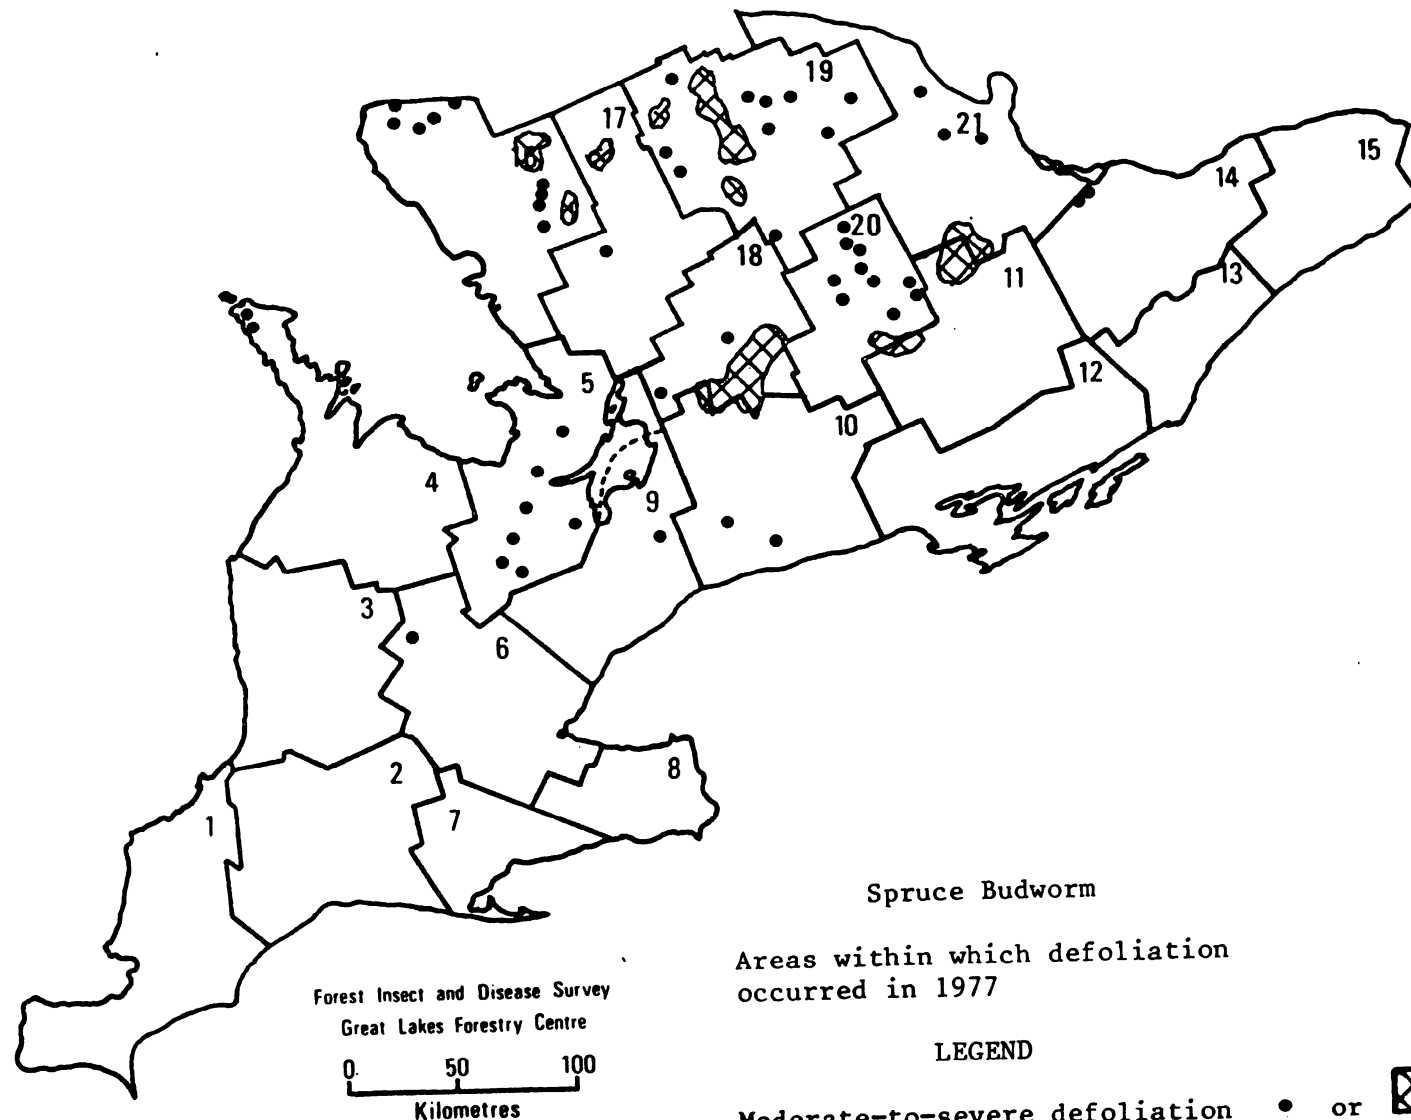 19
17
21
15
16
14
20
18
13
11
5
12
10
4
9
3
6
2
8
7
1
Spruce Budworm
Areas within which defoliation
occurred in 1977
Forest Insect and Disease Survey
Great Lakes Forestry Centre
LEGEND
0 50 100
Kilometres
Moderate-to-severe defoliation • or